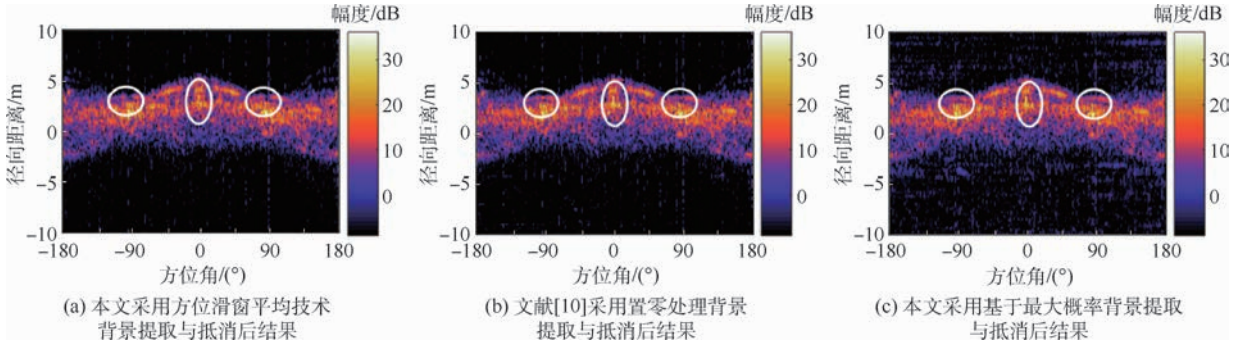 幅度/dB
10
5
0
-5
-10
径向距离/m
-180
-90
0
90
180
方位角/(°)
30
20
10
0
(a) 本文采用方位滑窗平均技术
背景提取与抵消后结果
幅度/dB
10
5
0
-5
-10
径向距离/m
-180
-90
0
90
180
方位角/(°)
30
20
10
0
(b) 文献[10]采用置零处理背景
提取与抵消后结果
幅度/dB
10
5
0
-5
-10
径向距离/m
-180
-90
0
90
180
方位角/(°)
30
20
10
0
(c) 本文采用基于最大概率背景提取
与抵消后结果